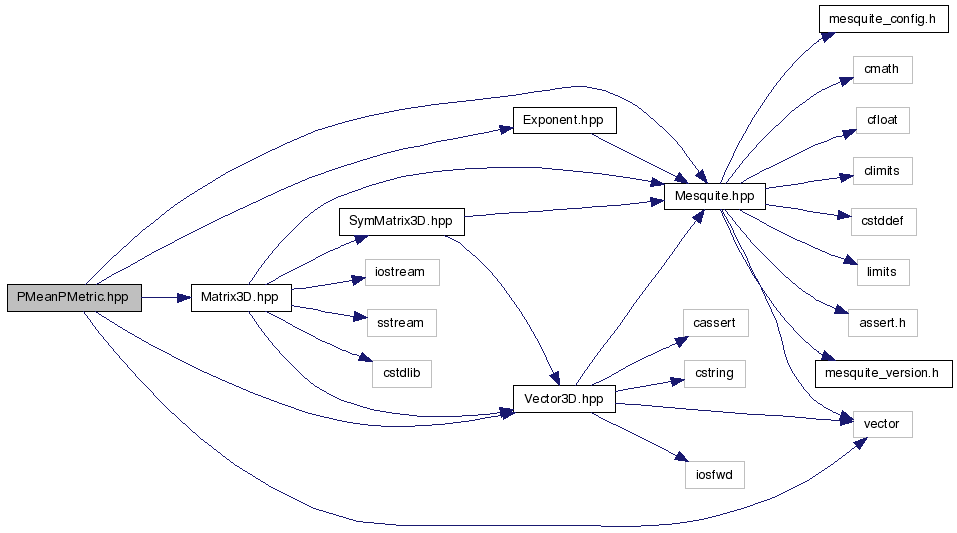 mesquite_config.h
cmath
Exponent.hpp
cfloat
climits
Mesquite.hpp
SymMatrix3D.hpp
cstddef
iostream
limits
PMeanPMetric.hpp
Matrix3D.hpp
sstream
cassert
assert.h
cstdlib
cstring
mesquite_version.h
Vector3D.hpp
vector
iosfwd